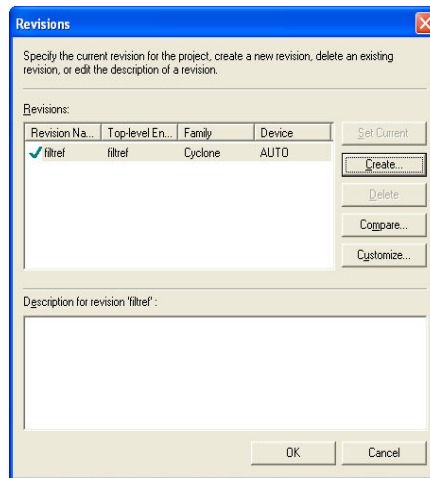 Revisions
Specify the current revision for the project, create a new revision, delete an existing
revision, or edit the description of a revision.
Revisions:
Revision Na... Top-level En... Family Device
filtref filtref Cyclone AUTO
Set Current
Create...
Delete
Compare...
Customize...
Description for revision 'filtref' :
OK Cancel